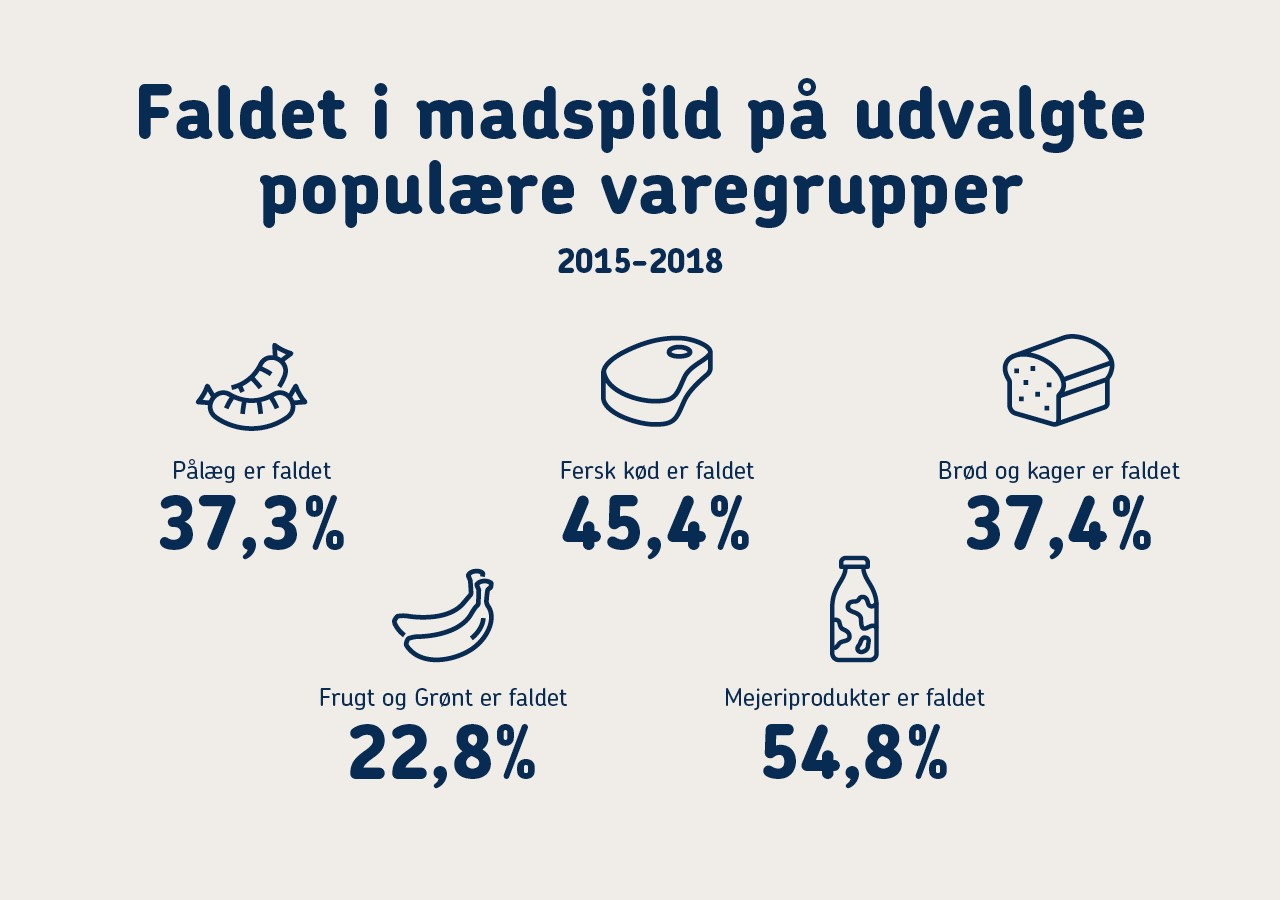 Faldet i madspild på udvalgte
populære varegrupper
2015-2018
Pålæg er faldet
37,3%
Fersk kød er faldet
45,4%
Brød og kager er faldet
37,4%
Frugt og Grønt er faldet
22,8%
Mejeriprodukter er faldet
54,8%